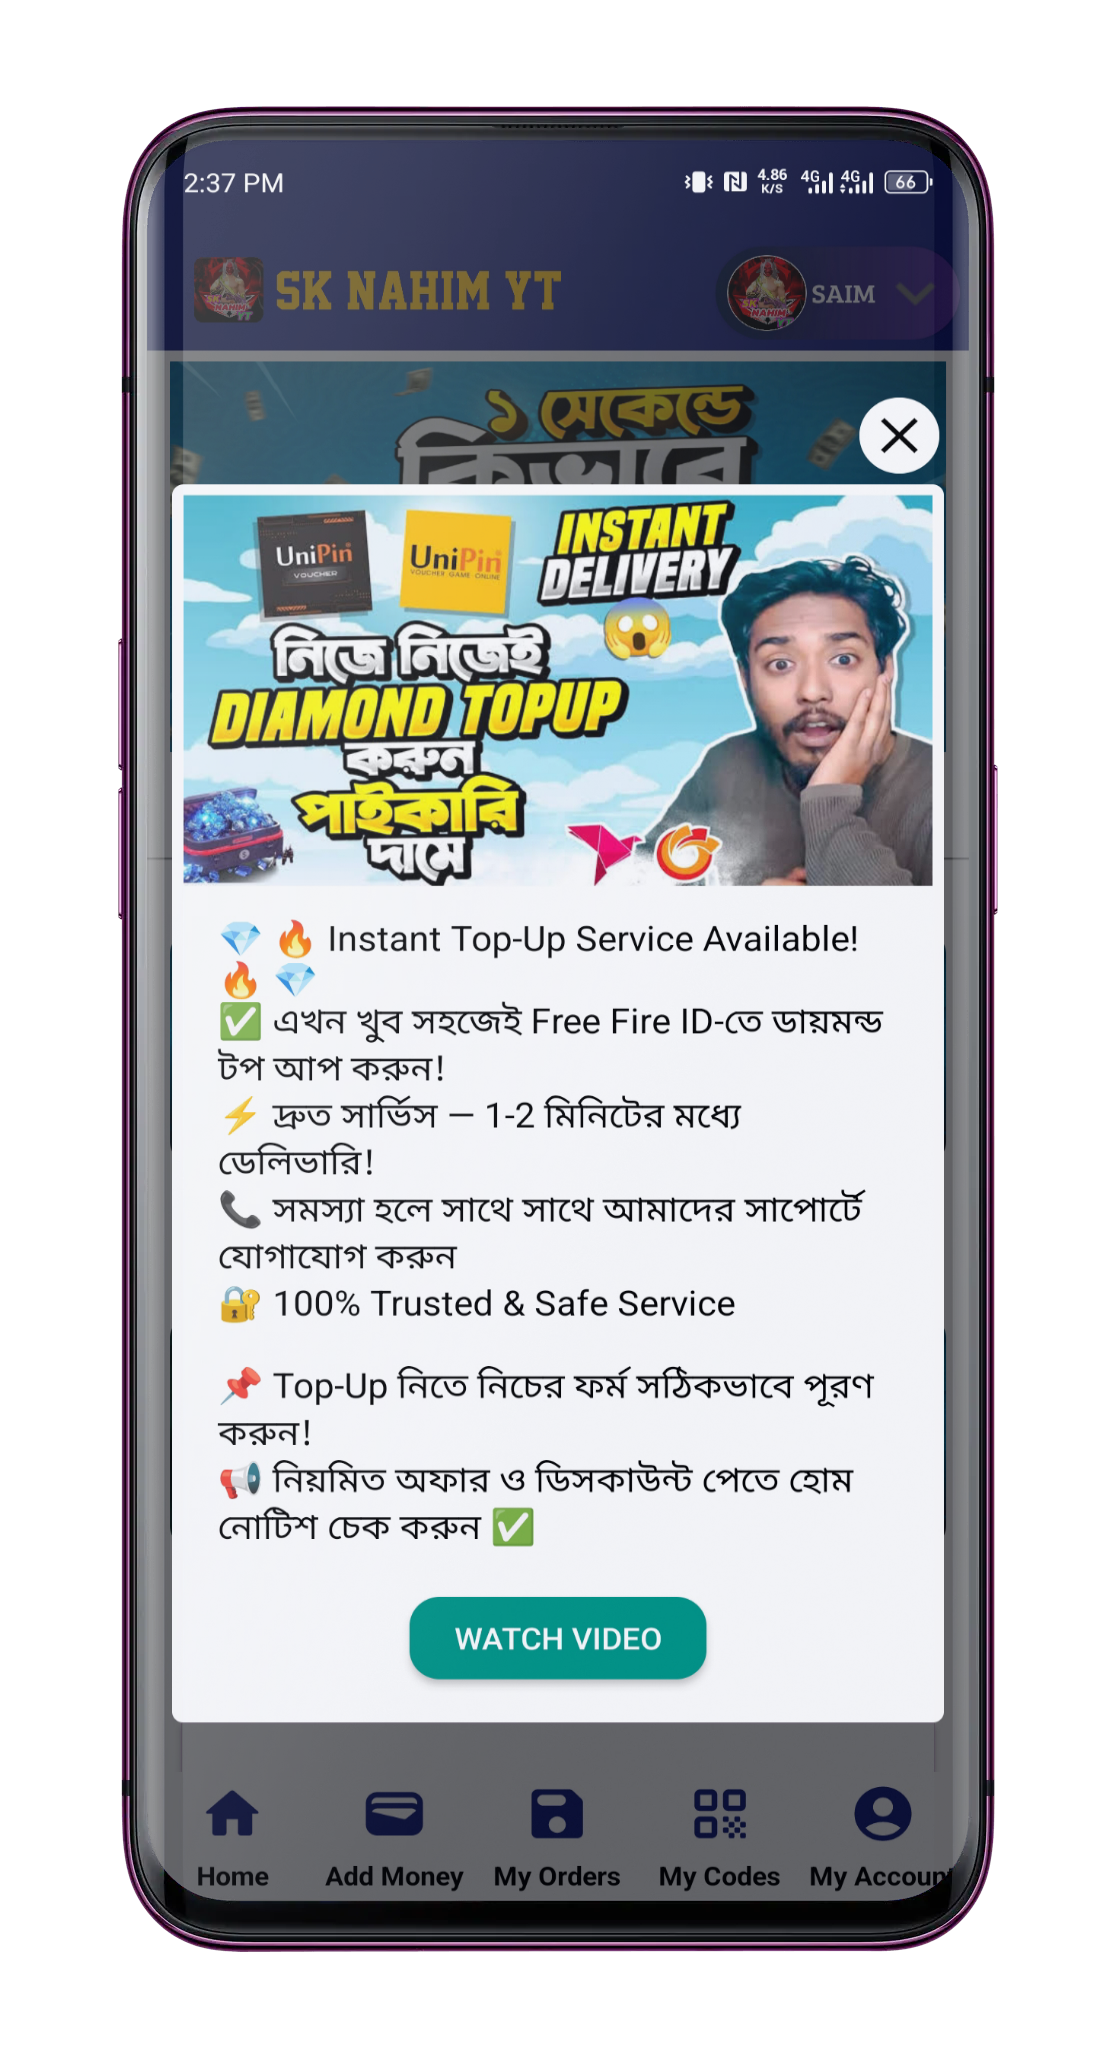 2:37 PM
4.86
K/S
4G
4G
66
SK NAHIM YT
SK
NAHIM
YT
SAIM
১ সেকেন্ডে
কিভাবে
UniPin
VOUCHER
UniPin
VOUCHER GAME ONLINE
INSTANT
DELIVERY
নিজে নিজেই
DIAMOND TOPUP
করুন
পাইকারি
দামে
💎 🔥 Instant Top-Up Service Available!
🔥 💎
✅ এখন খুব সহজেই Free Fire ID-তে ডায়মন্ড
টপ আপ করুন!
⚡ দ্রুত সার্ভিস — 1-2 মিনিটের মধ্যে
ডেলিভারি!
📞 সমস্যা হলে সাথে সাথে আমাদের সাপোর্টে
যোগাযোগ করুন
🔐 100% Trusted & Safe Service
📌 Top-Up নিতে নিচের ফর্ম সঠিকভাবে পূরণ
করুন!
📢 নিয়মিত অফার ও ডিসকাউন্ট পেতে হোম
নোটিশ চেক করুন ✅
WATCH VIDEO
Home
Add Money
My Orders
My Codes
My Accoun